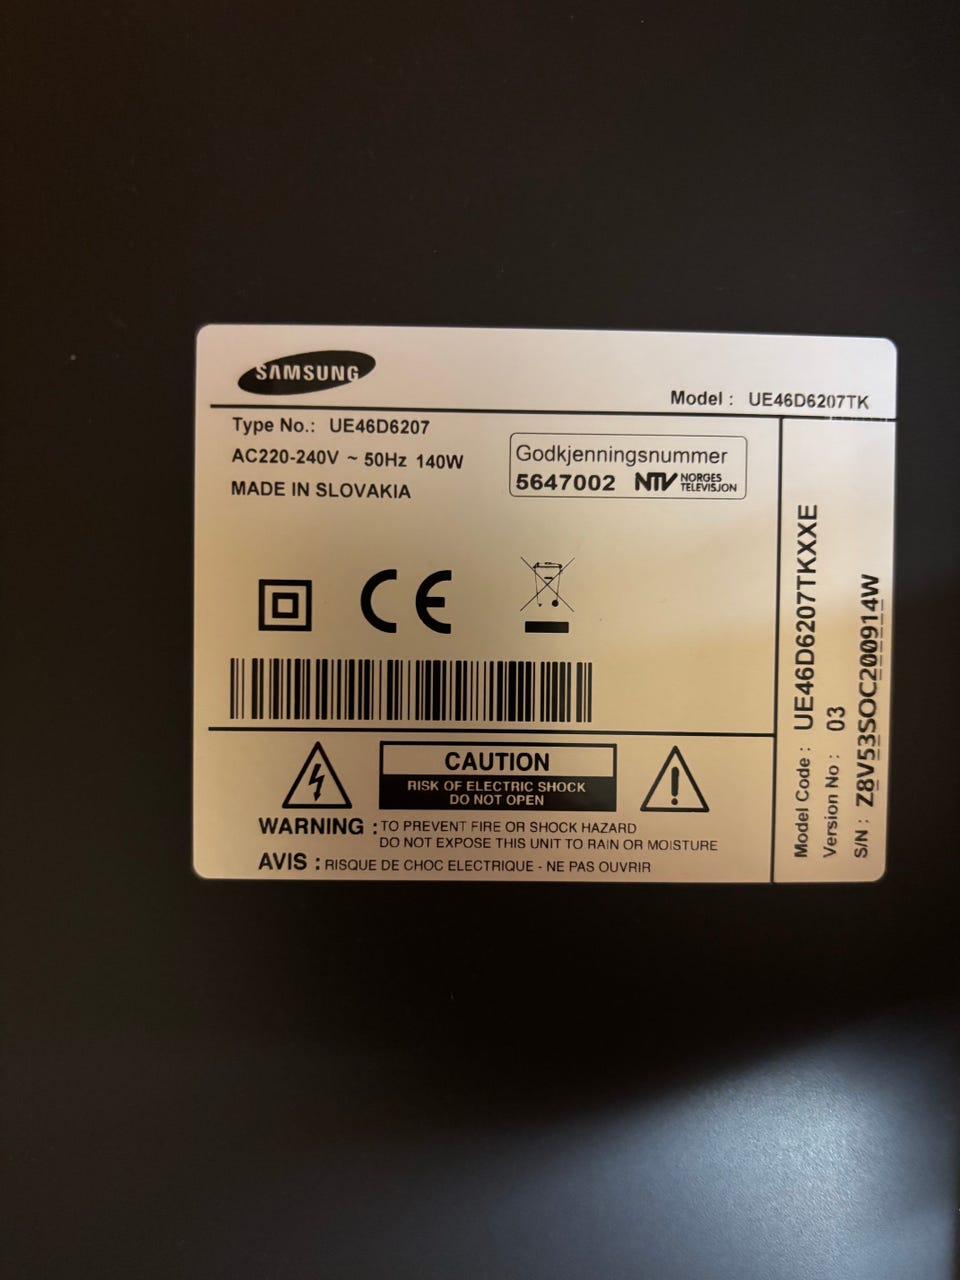 SAMSUNG
Model : UE46D6207TK
Type No.: UE46D6207
AC220-240V ~ 50Hz 140W
MADE IN SLOVAKIA
Godkjenningsnummer
5647002 NTV NORGES TELEVISJON
CE
CAUTION
RISK OF ELECTRIC SHOCK
DO NOT OPEN
WARNING : TO PREVENT FIRE OR SHOCK HAZARD
DO NOT EXPOSE THIS UNIT TO RAIN OR MOISTURE
AVIS : RISQUE DE CHOC ELECTRIQUE - NE PAS OUVRIR
Model Code : UE46D6207TKXXE
Version No : 03
S/N : Z8V53SOC200914W